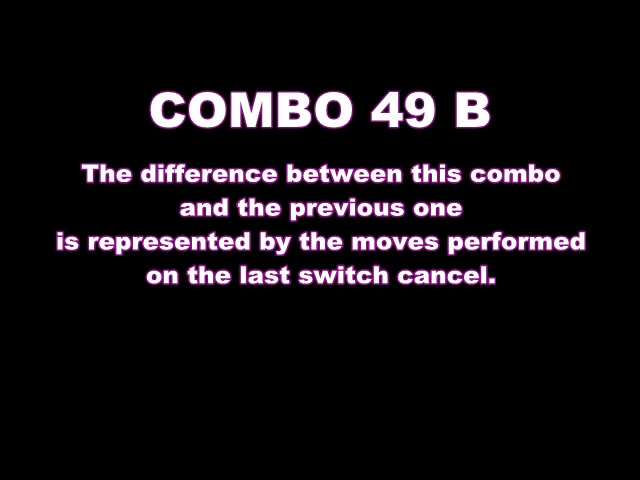 COMBO 49 B
The difference between this combo
and the previous one
is represented by the moves performed
on the last switch cancel.